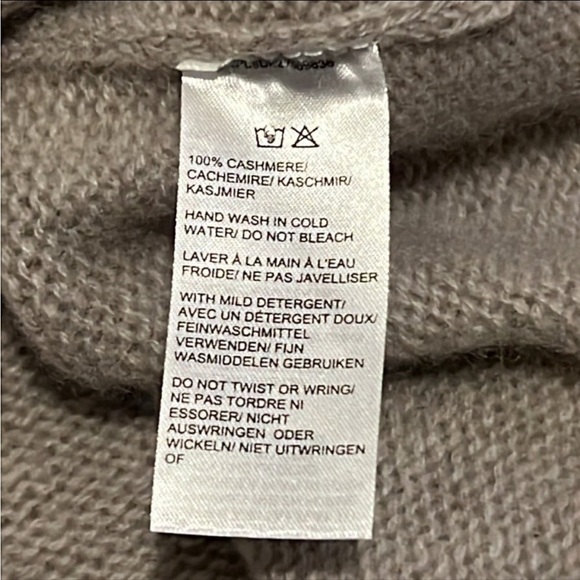 100% CASHMERE/
CACHEMIRE/ KASCHMIR/
KASJMIER
HAND WASH IN COLD
WATER/ DO NOT BLEACH
LAVER À LA MAIN À L'EAU
FROIDE/ NE PAS JAVELLISER
WITH MILD DETERGENT/
AVEC UN DÉTERGENT DOUX/
FEINWASCHMITTEL
VERWENDEN/ FIJN
WASMIDDELEN GEBRUIKEN
DO NOT TWIST OR WRING/
NE PAS TORDRE NI
ESSORER/ NICHT
AUSWRINGEN ODER
WICKELN/ NIET UITWRINGEN
OF